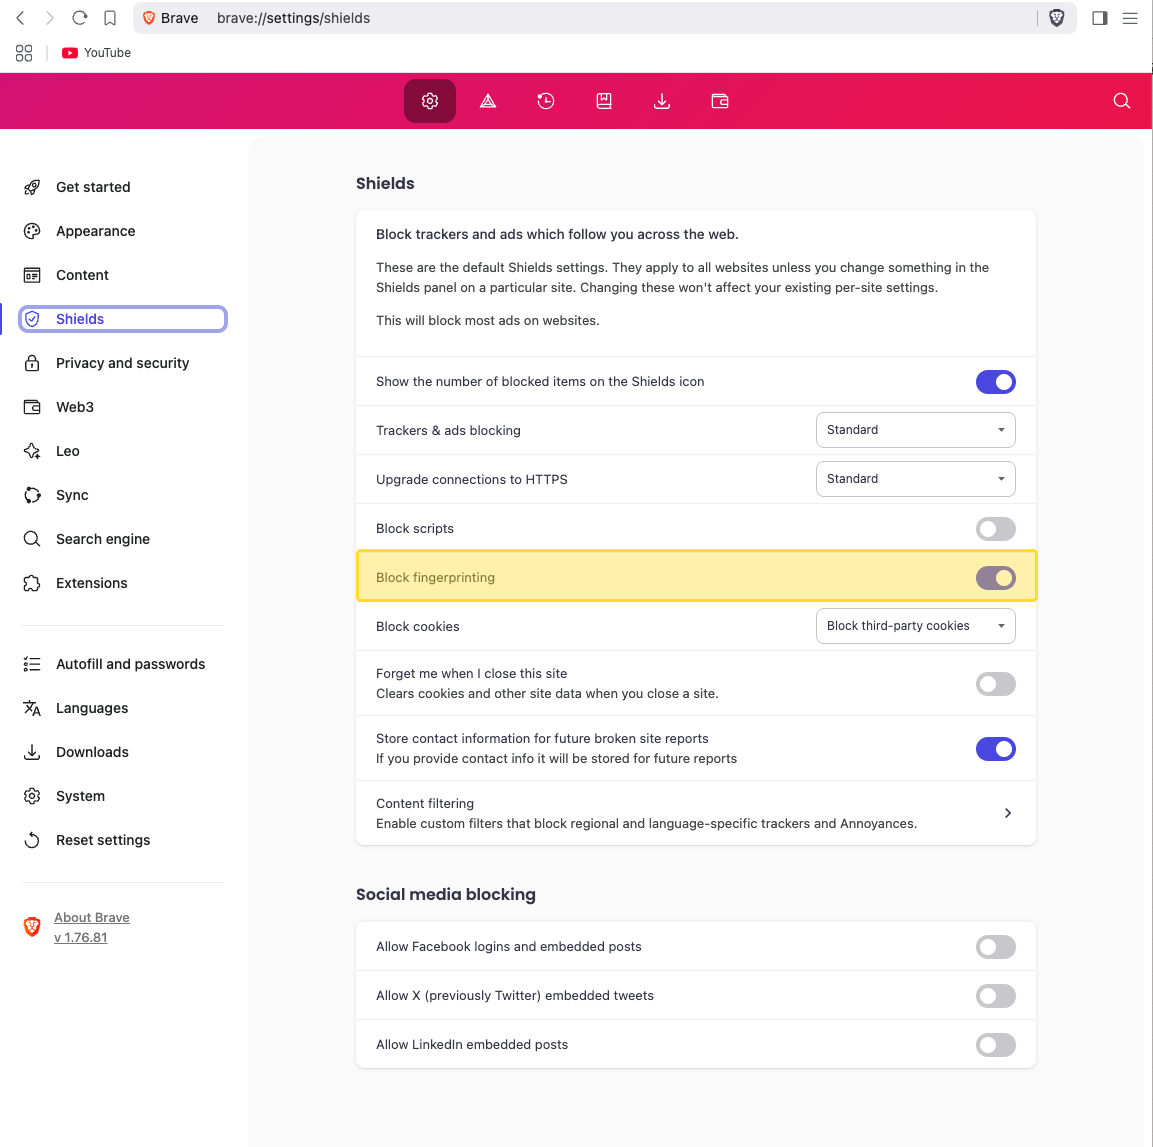 Brave brave://settings/shields
YouTube
Get started
Appearance
Content
Shields
Privacy and security
Web3
Leo
Sync
Search engine
Extensions
Autofill and passwords
Languages
Downloads
System
Reset settings
About Brave
v 1.76.81
Shields
Block trackers and ads which follow you across the web.
These are the default Shields settings. They apply to all websites unless you change something in the
Shields panel on a particular site. Changing these won't affect your existing per-site settings.
This will block most ads on websites.
Show the number of blocked items on the Shields icon
Trackers & ads blocking Standard
Upgrade connections to HTTPS Standard
Block scripts
Block fingerprinting
Block cookies Block third-party cookies
Forget me when I close this site
Clears cookies and other site data when you close a site.
Store contact information for future broken site reports
If you provide contact info it will be stored for future reports
Content filtering
Enable custom filters that block regional and language-specific trackers and Annoyances.
Social media blocking
Allow Facebook logins and embedded posts
Allow X (previously Twitter) embedded tweets
Allow LinkedIn embedded posts